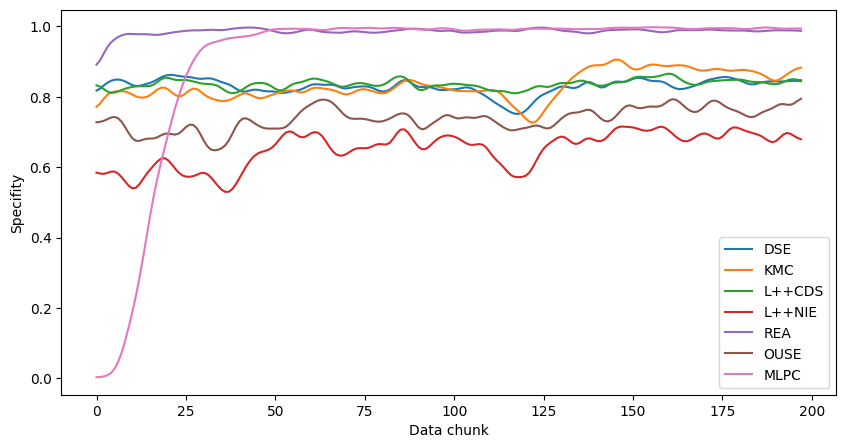 1.0
0.8
0.6
0.4
0.2
0.0
Specifity
0
25
50
75
100
125
150
175
200
Data chunk
DSE
KMC
L++CDS
L++NIE
REA
OUSE
MLPC